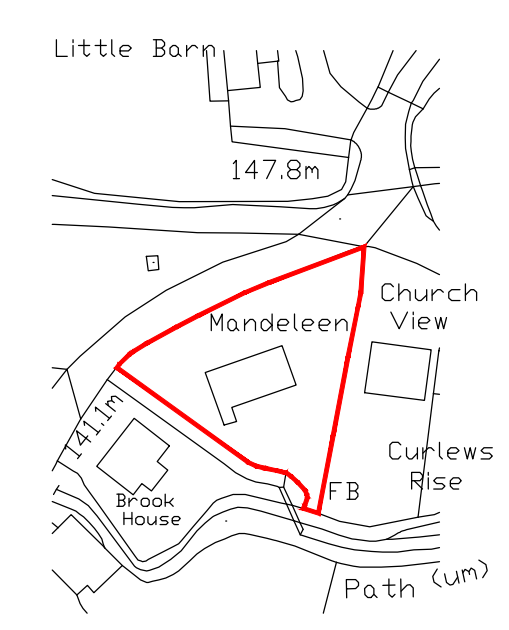 Little Barn
147.8m
Church
View
Mandeleen
141.1m
Curlews
Rise
FB
Brook
House
Path (um)